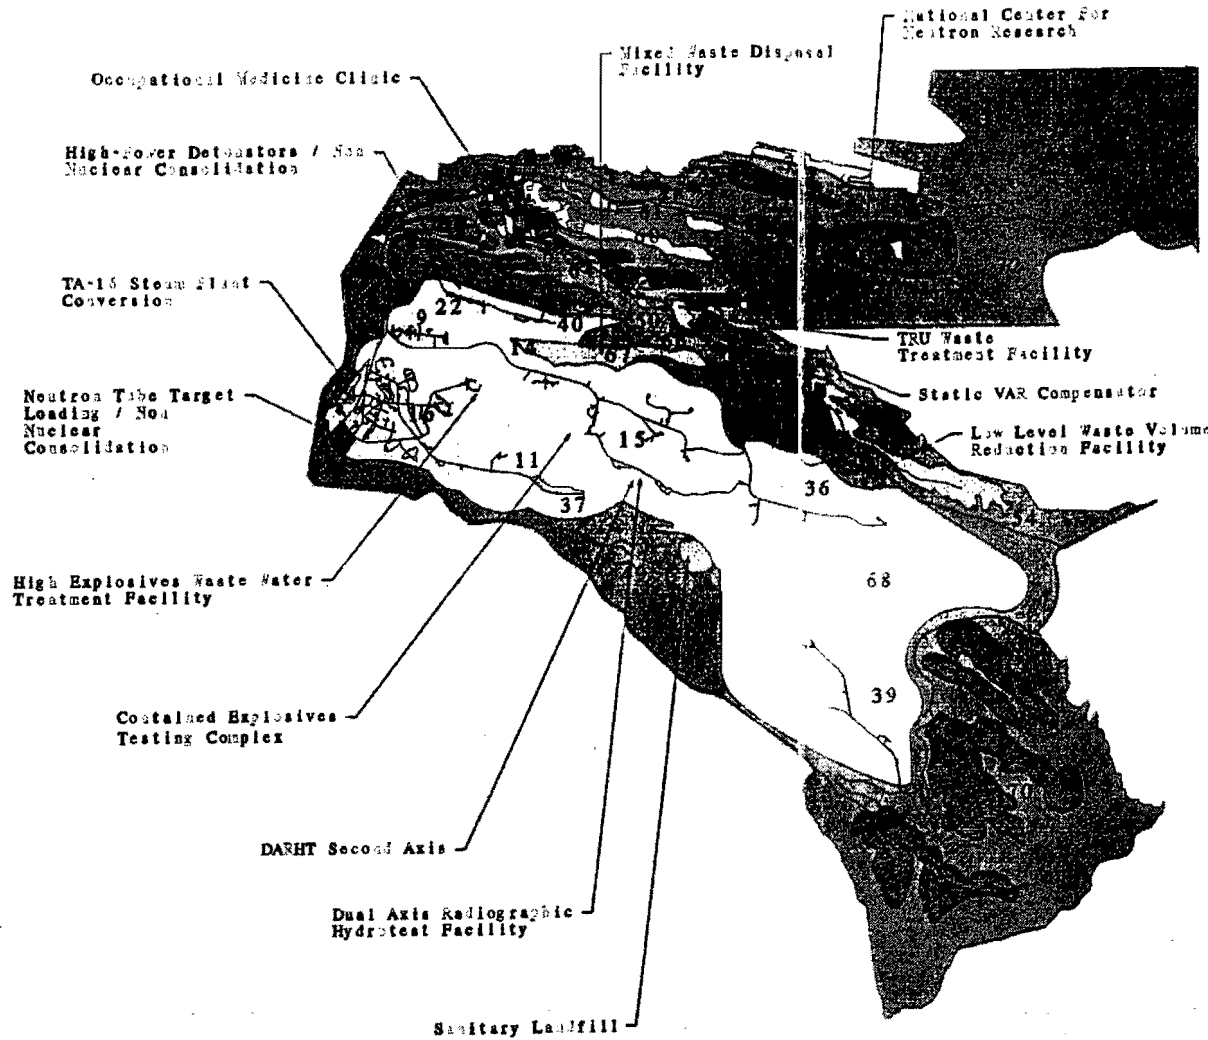 National Center for
Neutron Research
Mixed Waste Disposal
Facility
Occupational Medicine Clinic
High-Power Detonators / Non
Nuclear Consolidation
TA-16 Steam Plant
Conversion
22
9
40
TRU Waste
Treatment Facility
Static VAR Compensator
Neutron Tube Target
Loading / Non
Nuclear
Consolidation
Low Level Waste Volume
Reduction Facility
15
11
36
37
68
High Explosives Waste Water
Treatment Facility
39
Contained Explosives
Testing Complex
DARHT Second Axis
Dual Axis Radiographic
Hydrotest Facility
Sanitary Landfill